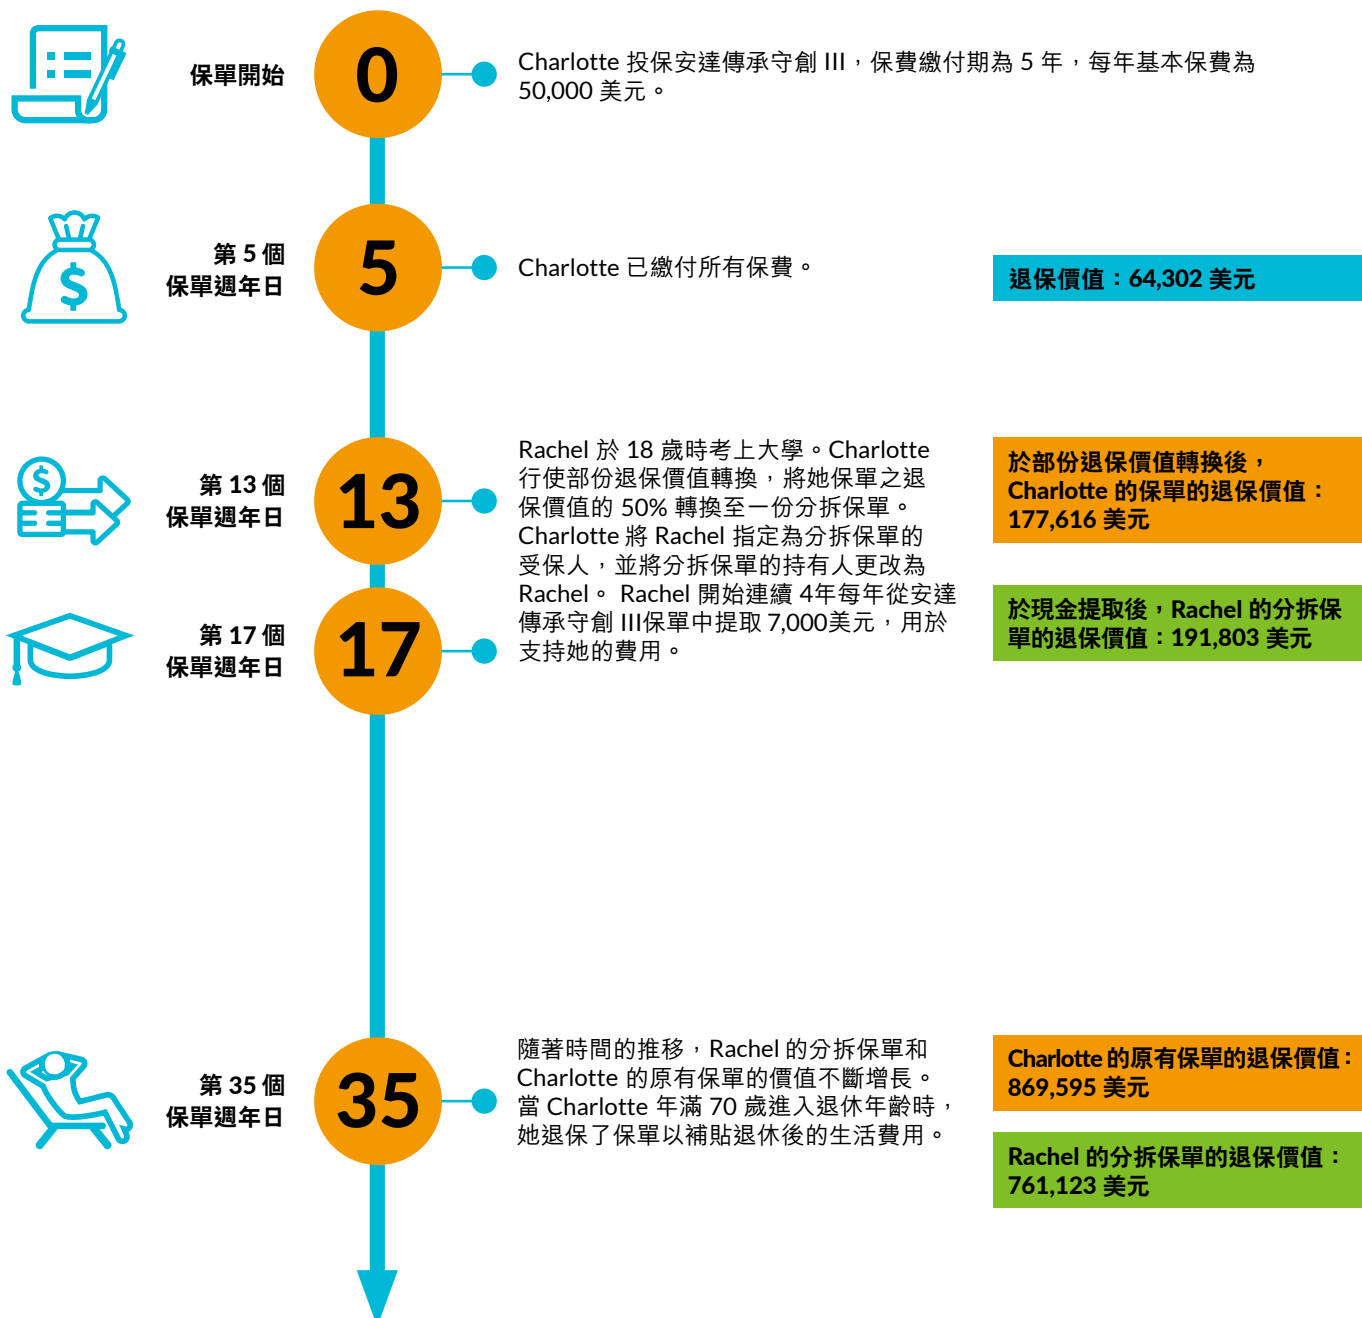 保單開始
0
Charlotte 投保安達傳承守創 III，保費繳付期為 5 年，每年基本保費為
50,000 美元。
$
第 5 個
保單週年日
5
Charlotte 已繳付所有保費。
退保價值：64,302 美元
$
第 13 個
保單週年日
13
Rachel 於 18 歲時考上大學。Charlotte
行使部份退保價值轉換，將她保單之退
保價值的 50% 轉換至一份分拆保單。
Charlotte 將 Rachel 指定為分拆保單的
受保人，並將分拆保單的持有人更改為
Rachel。 Rachel 開始連續 4年每年從安達
傳承守創 III保單中提取 7,000美元，用於
支持她的費用。
於部份退保價值轉換後，
Charlotte 的保單的退保價值：
177,616 美元
第 17 個
保單週年日
17
於現金提取後，Rachel 的分拆保
單的退保價值：191,803 美元
第 35 個
保單週年日
35
隨著時間的推移，Rachel 的分拆保單和
Charlotte 的原有保單的價值不斷增長。
當 Charlotte 年滿 70 歲進入退休年齡時，
她退保了保單以補貼退休後的生活費用。
Charlotte 的原有保單的退保價值：
869,595 美元
Rachel 的分拆保單的退保價值：
761,123 美元